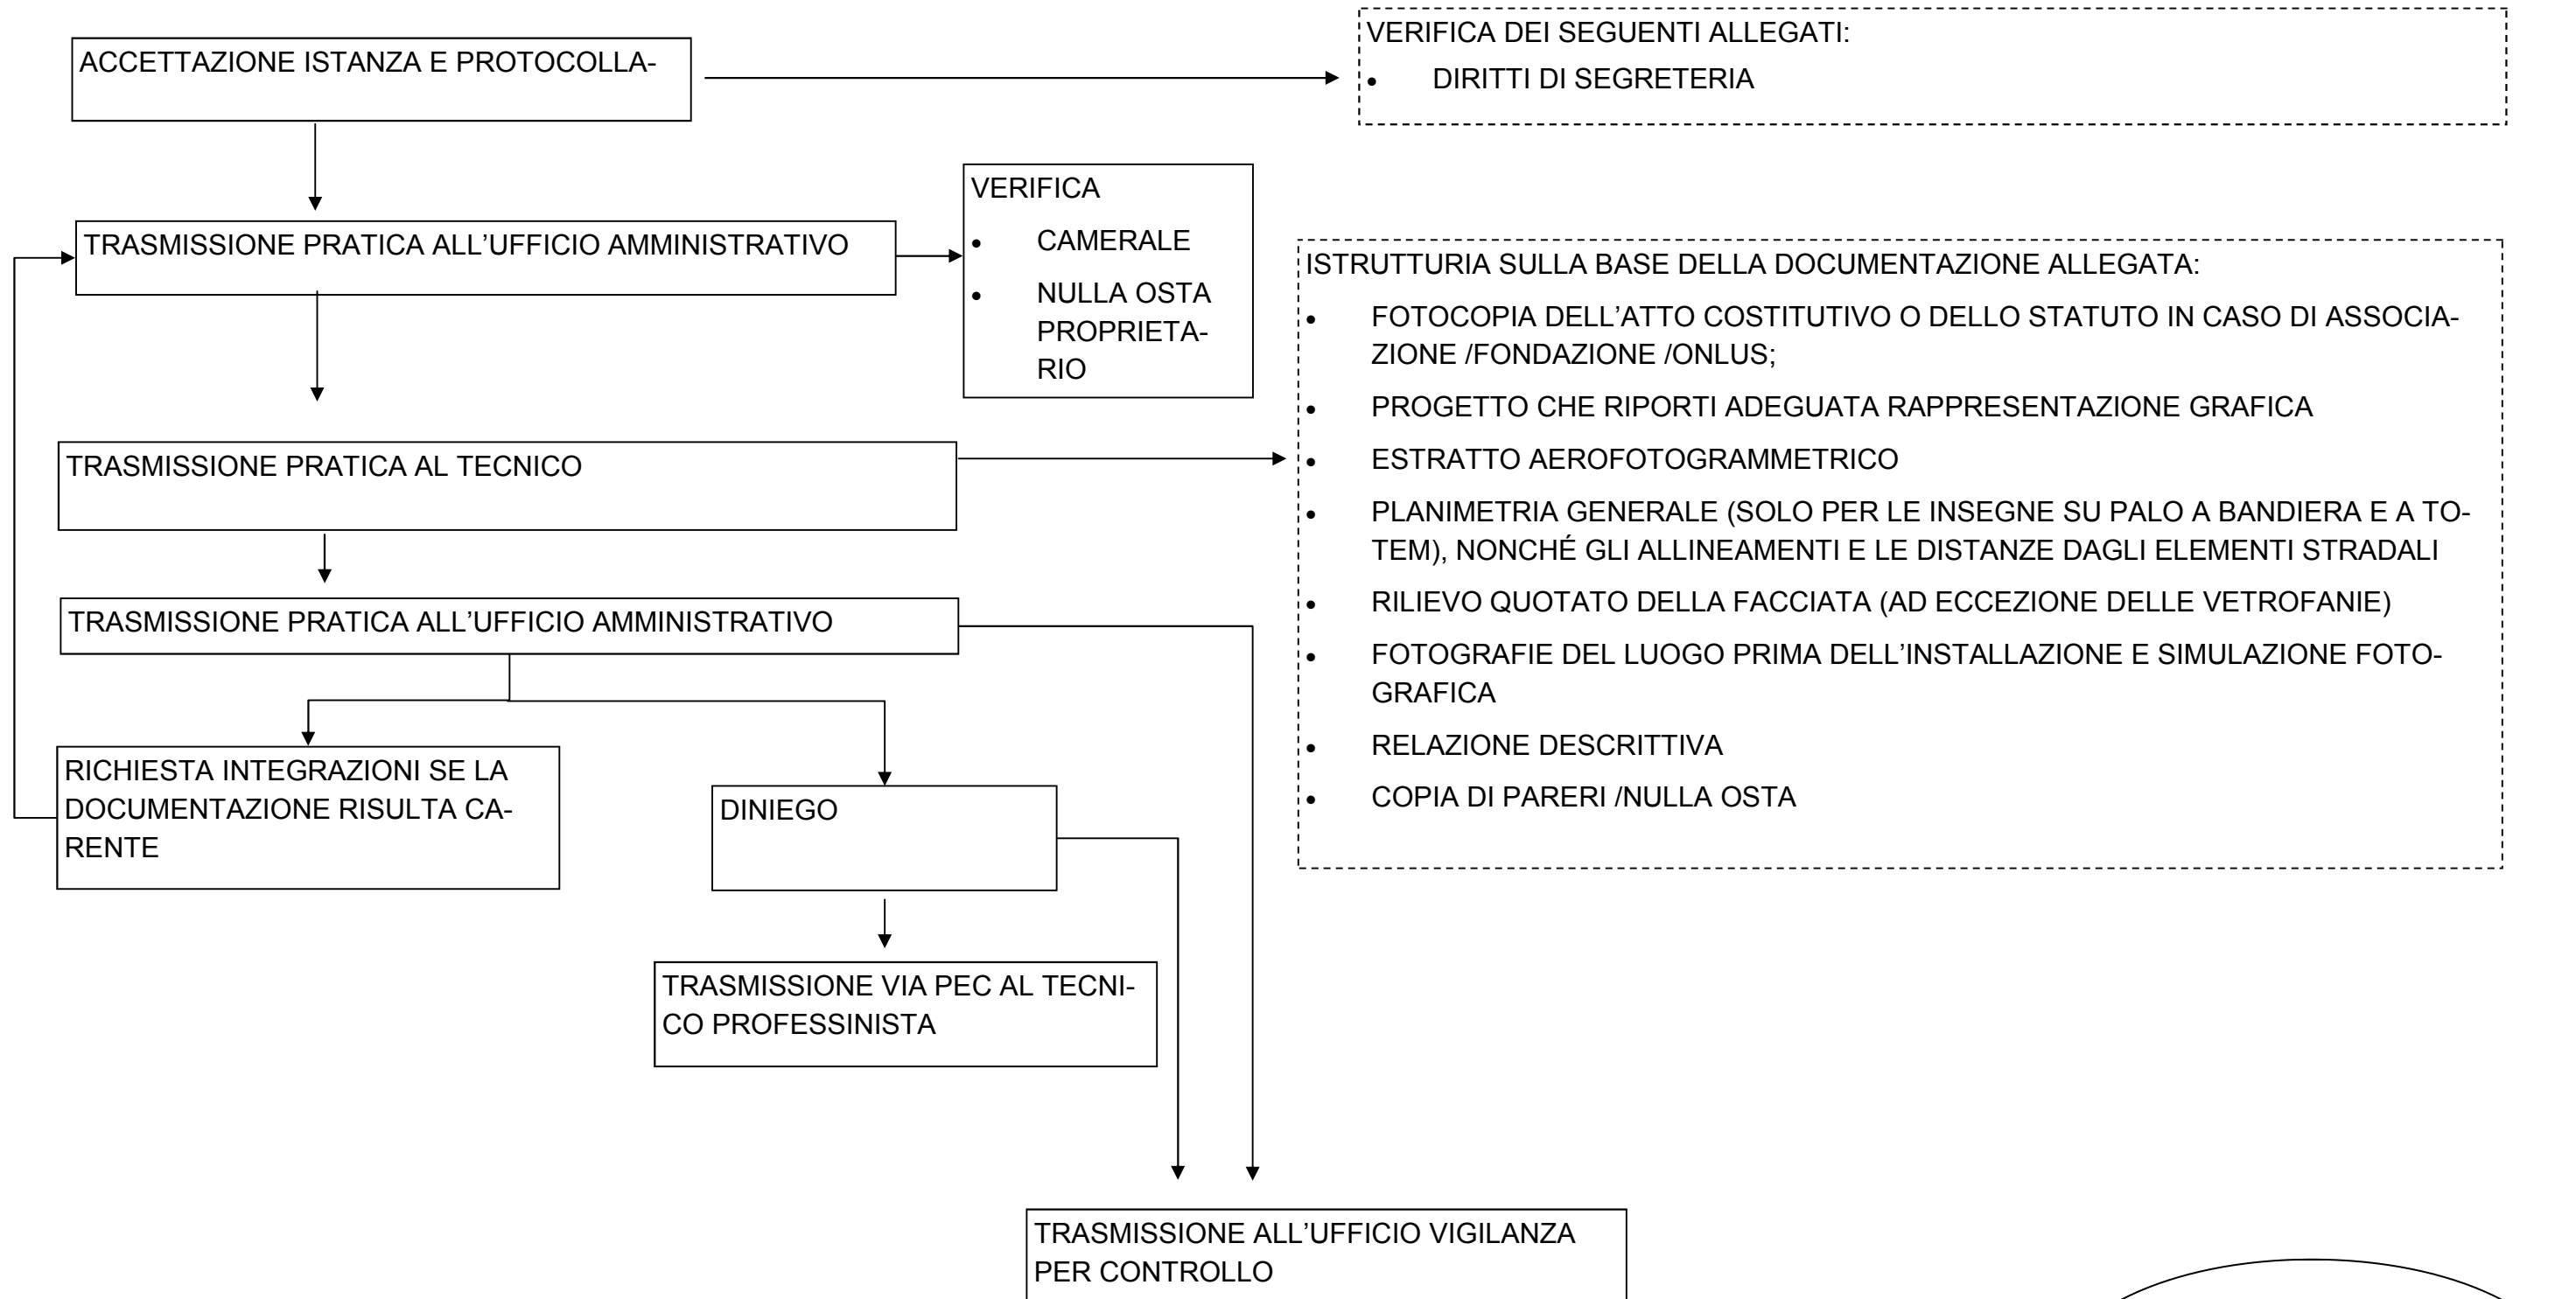 ACCETTAZIONE ISTANZA E PROTOCOLLA-
VERIFICA DEI SEGUENTI ALLEGATI:
• DIRITTI DI SEGRETERIA
TRASMISSIONE PRATICA ALL’UFFICIO AMMINISTRATIVO
VERIFICA
• CAMERALE
• NULLA OSTA
PROPRIETA-
RIO
TRASMISSIONE PRATICA AL TECNICO
ISTRUTTURIA SULLA BASE DELLA DOCUMENTAZIONE ALLEGATA:
• FOTOCOPIA DELL’ATTO COSTITUTIVO O DELLO STATUTO IN CASO DI ASSOCIA-
ZIONE /FONDAZIONE /ONLUS;
• PROGETTO CHE RIPORTI ADEGUATA RAPPRESENTAZIONE GRAFICA
• ESTRATTO AEROFOTOGRAMMETRICO
• PLANIMETRIA GENERALE (SOLO PER LE INSEGNE SU PALO A BANDIERA E A TO-
TEM), NONCHÉ GLI ALLINEAMENTI E LE DISTANZE DAGLI ELEMENTI STRADALI
• RILIEVO QUOTATO DELLA FACCIATA (AD ECCEZIONE DELLE VETROFANIE)
• FOTOGRAFIE DEL LUOGO PRIMA DELL’INSTALLAZIONE E SIMULAZIONE FOTO-
GRAFICA
• RELAZIONE DESCRITTIVA
• COPIA DI PARERI /NULLA OSTA
TRASMISSIONE PRATICA ALL’UFFICIO AMMINISTRATIVO
RICHIESTA INTEGRAZIONI SE LA
DOCUMENTAZIONE RISULTA CA-
RENTE
DINIEGO
TRASMISSIONE VIA PEC AL TECNI-
CO PROFESSINISTA
TRASMISSIONE ALL’UFFICIO VIGILANZA
PER CONTROLLO